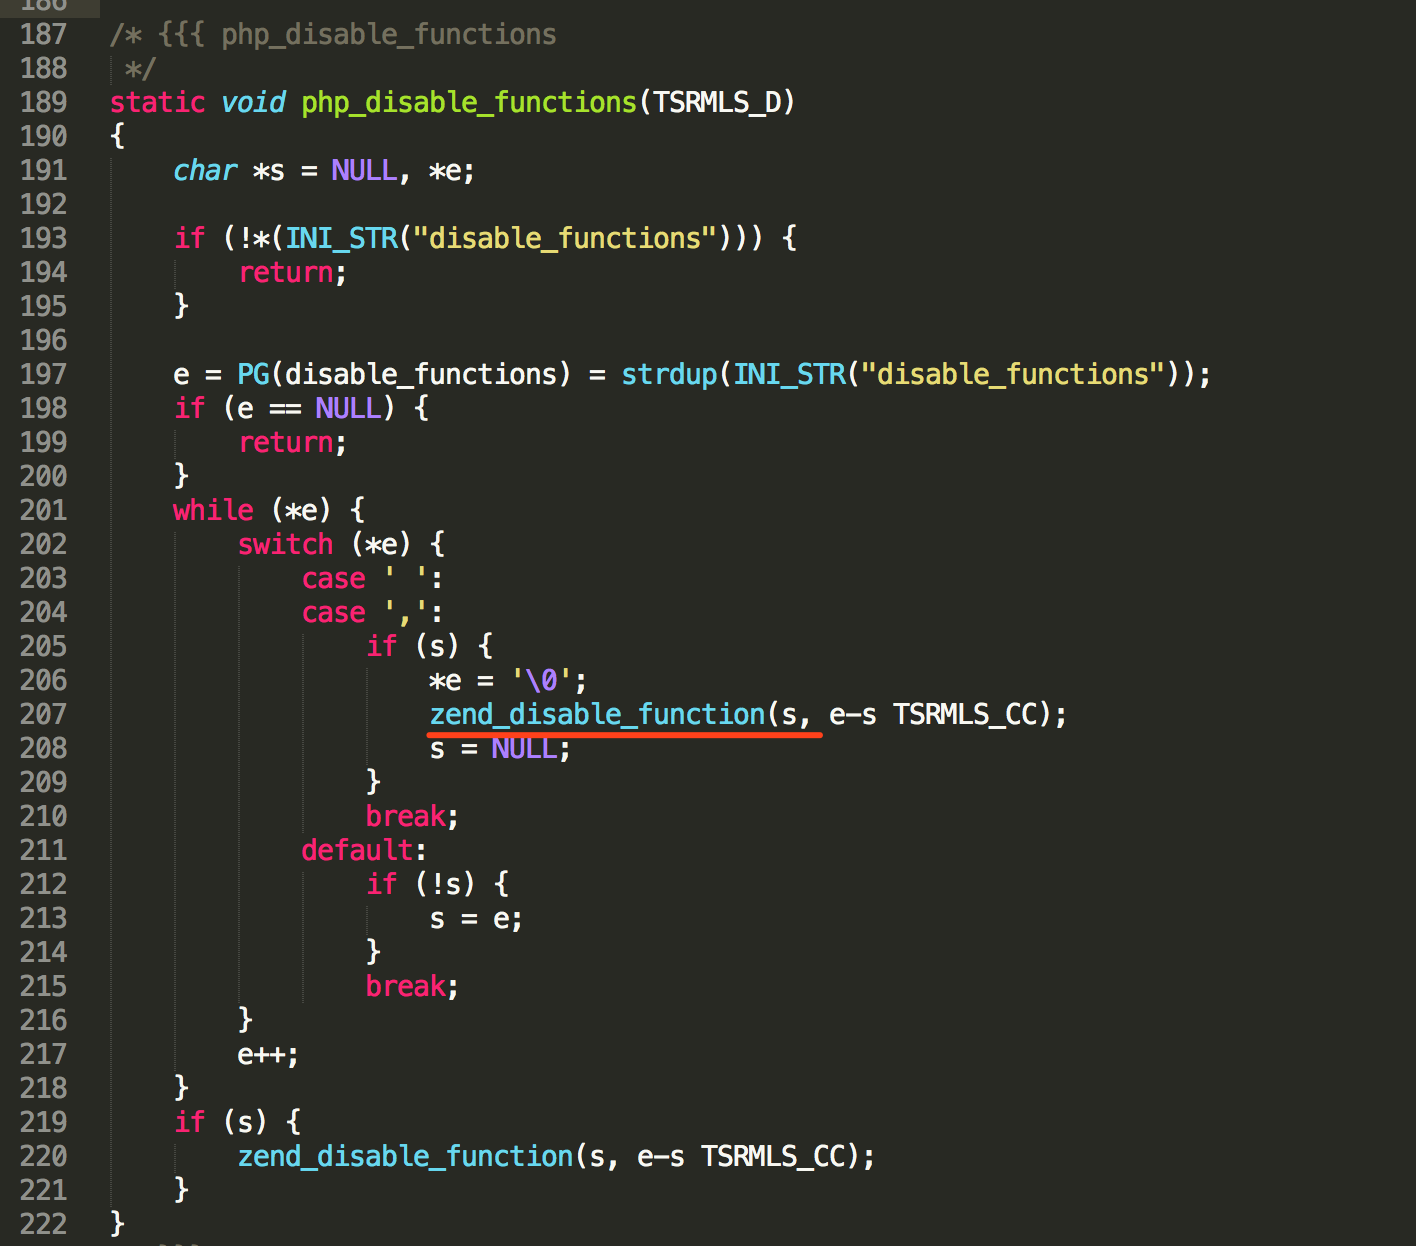 186
187 /* {{{ php_disable_functions
188  */
189 static void php_disable_functions(TSRMLS_D)
190 {
191     char *s = NULL, *e;
192
193     if (!*(INI_STR("disable_functions"))) {
194         return;
195     }
196
197     e = PG(disable_functions) = strdup(INI_STR("disable_functions"));
198     if (e == NULL) {
199         return;
200     }
201     while (*e) {
202         switch (*e) {
203             case ' ':
204             case ',':
205                 if (s) {
206                     *e = '\0';
207                     zend_disable_function(s, e-s TSRMLS_CC);
208                     s = NULL;
209                 }
210                 break;
211             default:
212                 if (!s) {
213                     s = e;
214                 }
215                 break;
216         }
217         e++;
218     }
219     if (s) {
220         zend_disable_function(s, e-s TSRMLS_CC);
221     }
222 }